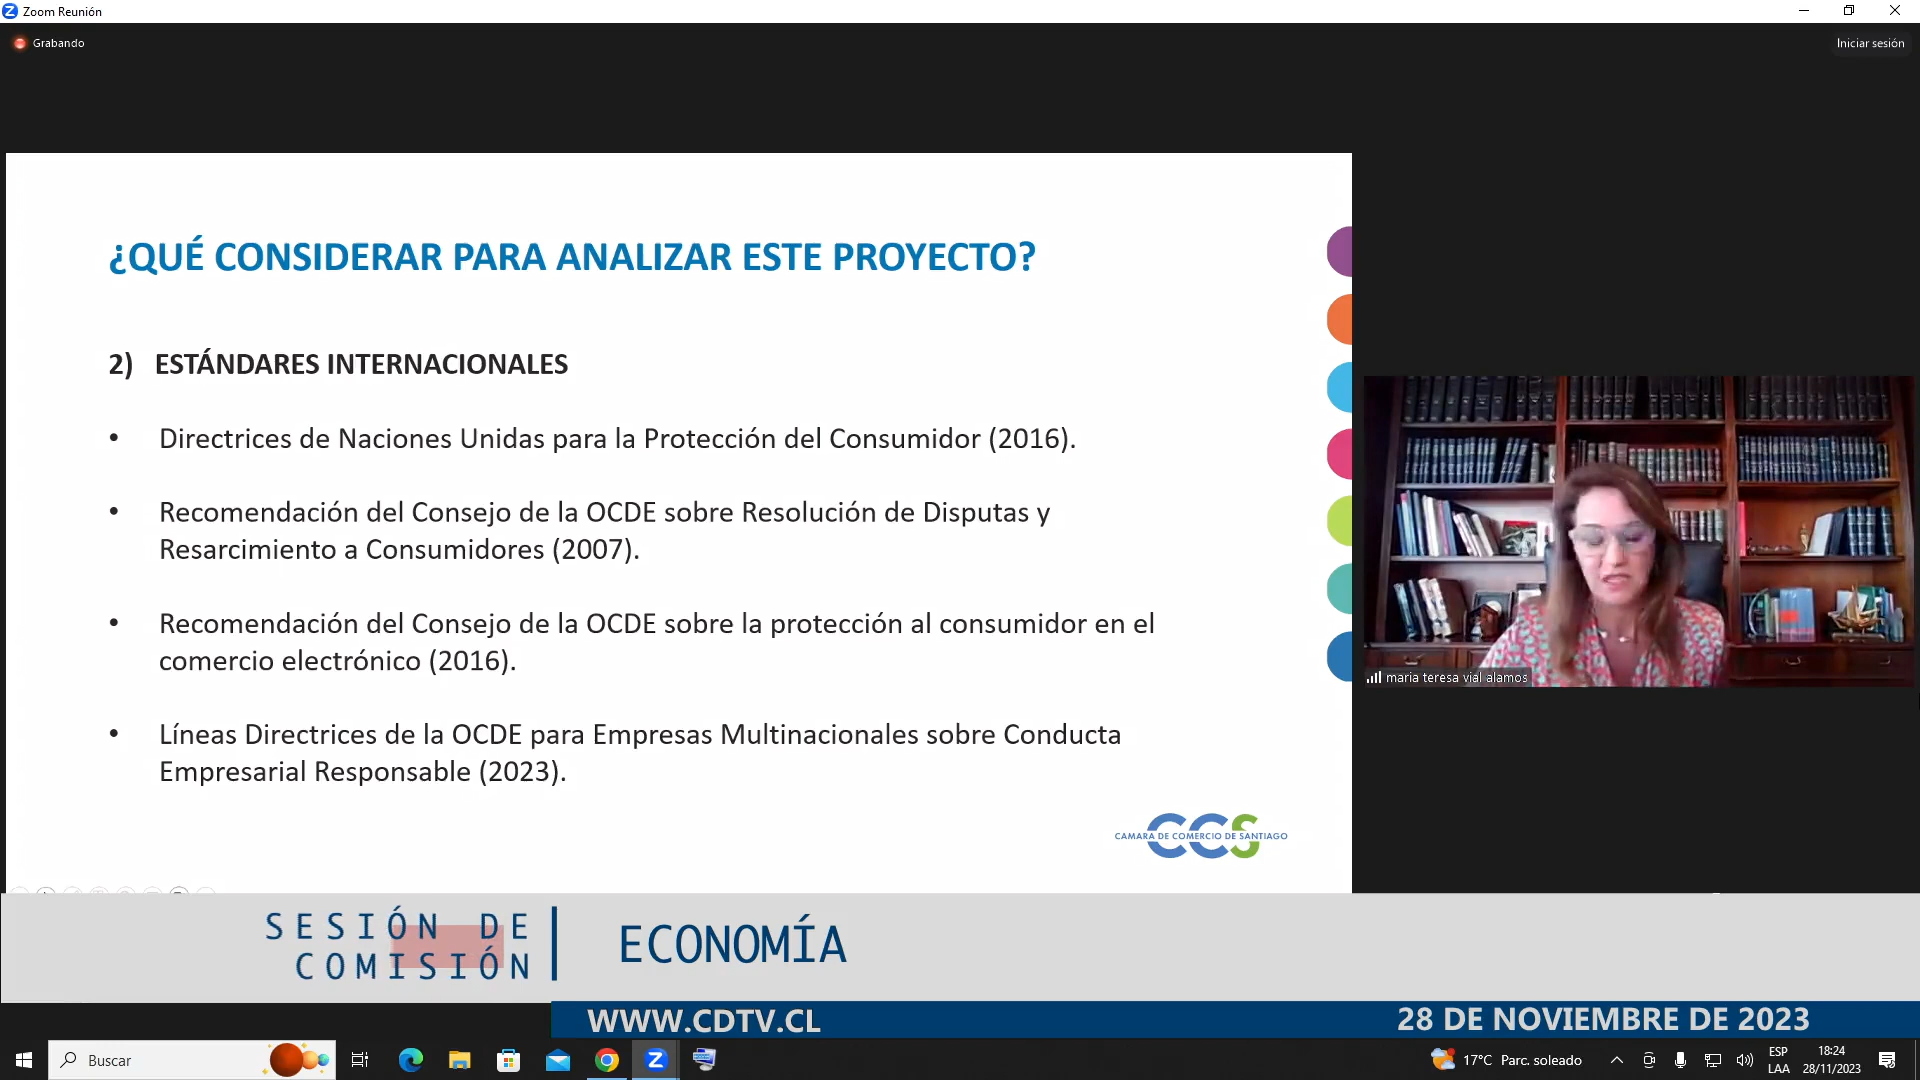 Zoom Reunión
Grabando
Iniciar sesión
¿QUÉ CONSIDERAR PARA ANALIZAR ESTE PROYECTO?
2) ESTÁNDARES INTERNACIONALES
• Directrices de Naciones Unidas para la Protección del Consumidor (2016).
• Recomendación del Consejo de la OCDE sobre Resolución de Disputas y
Resarcimiento a Consumidores (2007).
• Recomendación del Consejo de la OCDE sobre la protección al consumidor en el
comercio electrónico (2016).
• Líneas Directrices de la OCDE para Empresas Multinacionales sobre Conducta
Empresarial Responsable (2023).
CCS
CAMARA DE COMERCIO DE SANTIAGO
maria teresa vial alamos
SESIÓN DE
COMISIÓN
ECONOMÍA
WWW.CDTV.CL
28 DE NOVIEMBRE DE 2023
Buscar
17°C Parc. soleado
ESP
LAA
18:24
28/11/2023